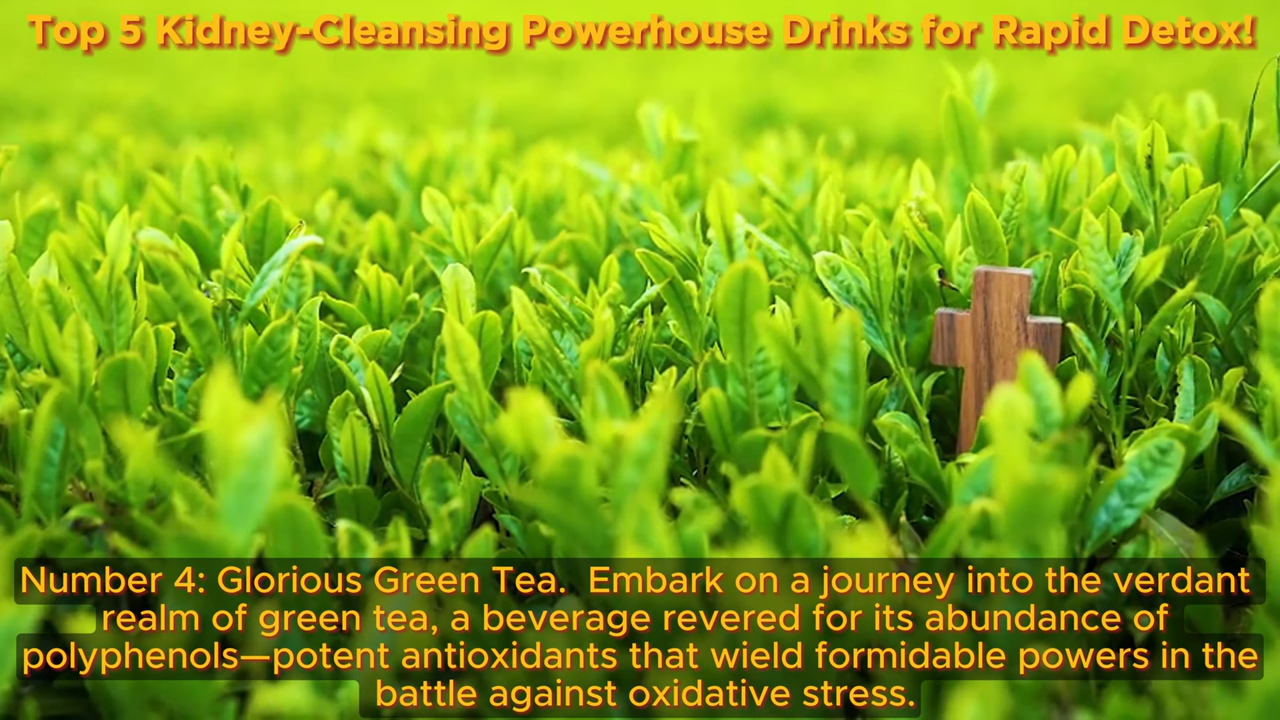 Top 5 Kidney-Cleansing Powerhouse Drinks for Rapid Detox!
Number 4: Glorious Green Tea.  Embark on a journey into the verdant
realm of green tea, a beverage revered for its abundance of
polyphenols—potent antioxidants that wield formidable powers in the
battle against oxidative stress.